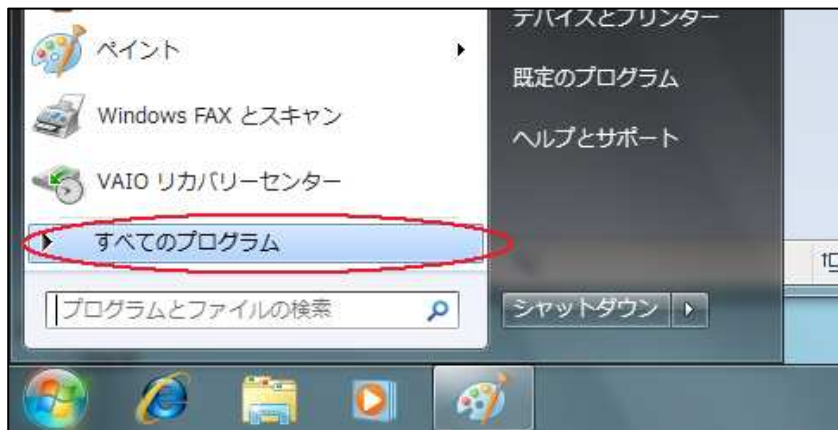 ペイント
Windows FAX とスキャン
VAIO リカバリーセンター
すべてのプログラム
プログラムとファイルの検索
デバイスとプリンター
既定のプログラム
ヘルプとサポート
シャットダウン